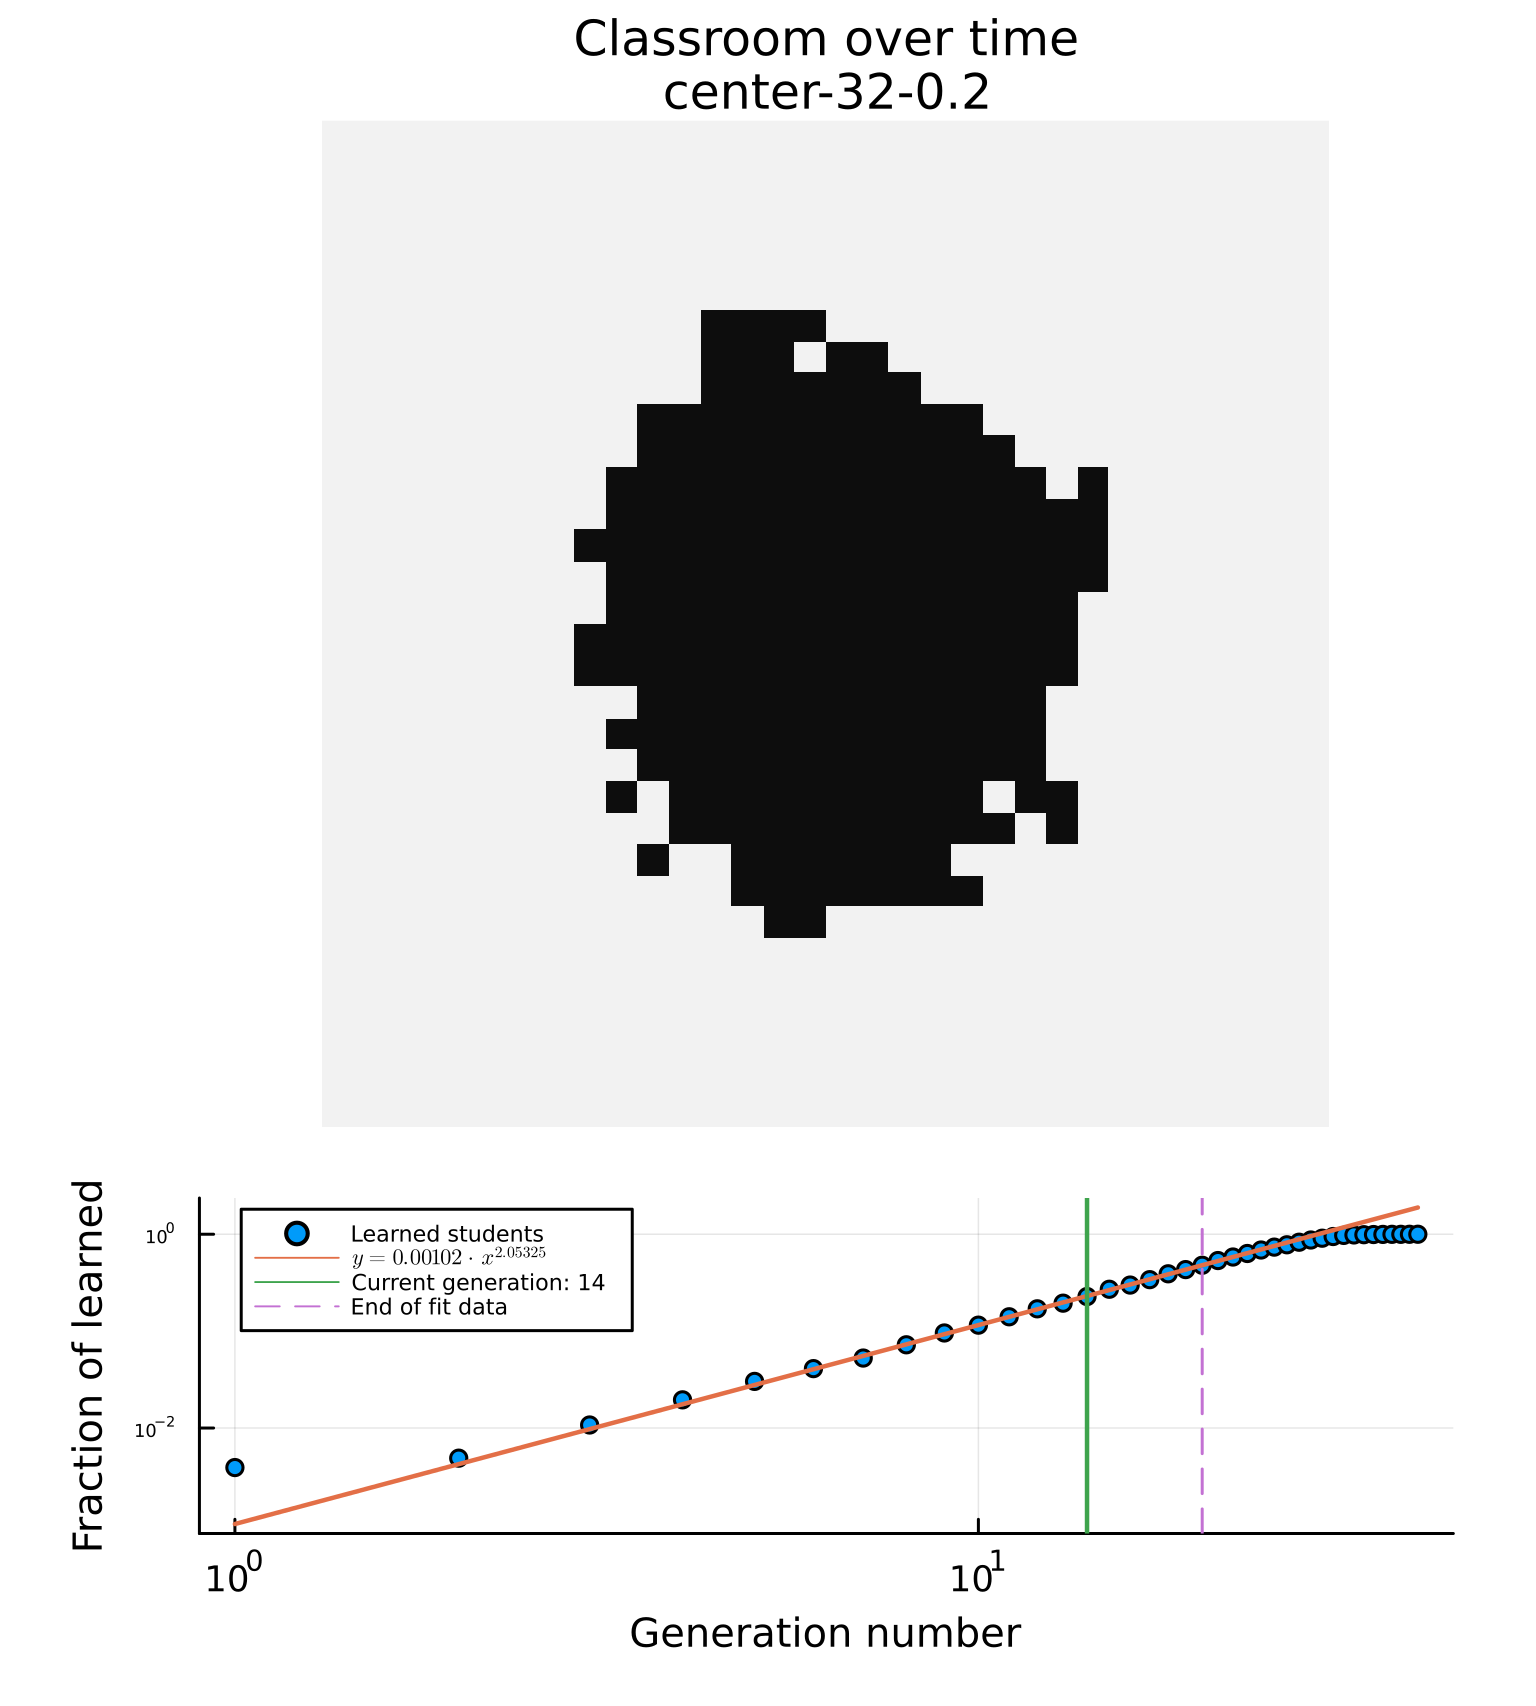 Classroom over time
center-32-0.2
Fraction of learned
10^0
10^-2
Learned students
y = 0.00102 · x^2.05325
Current generation: 14
End of fit data
10^0
10^1
Generation number